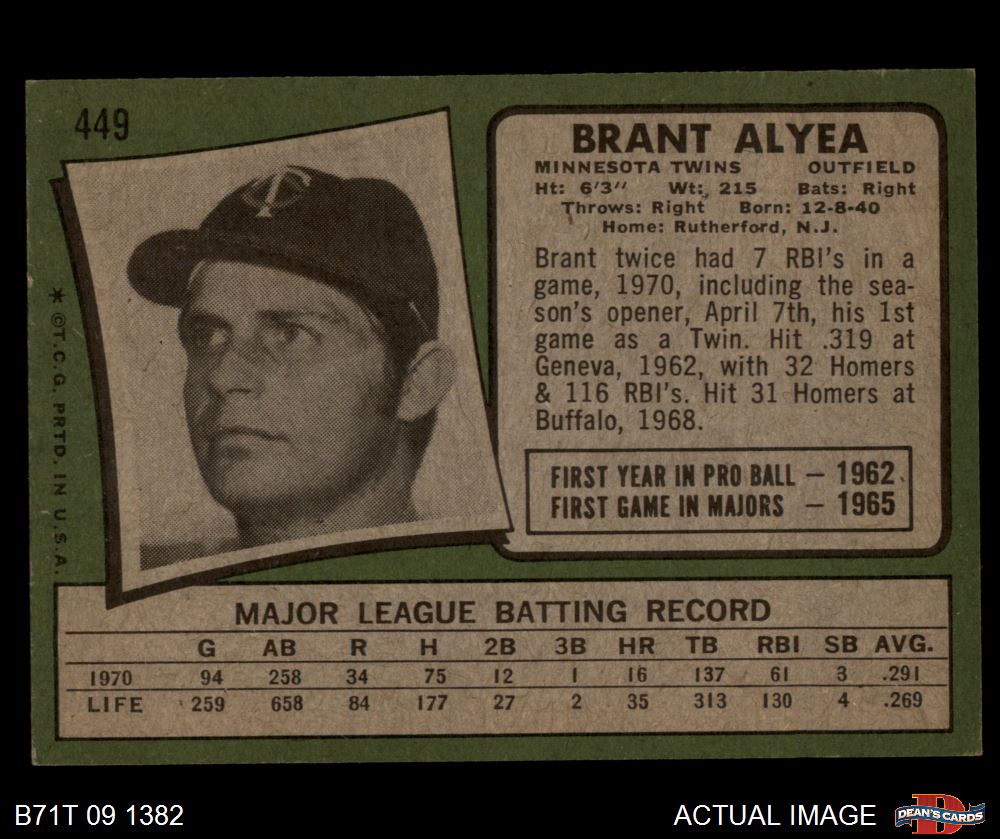 449
BRANT ALYEA
MINNESOTA TWINS OUTFIELD
Ht: 6'3" Wt: 215 Bats: Right
Throws: Right Born: 12-8-40
Home: Rutherford, N.J.
Brant twice had 7 RBI's in a
game, 1970, including the sea-
son's opener, April 7th, his 1st
game as a Twin. Hit .319 at
Geneva, 1962, with 32 Homers
& 116 RBI's. Hit 31 Homers at
Buffalo, 1968.
FIRST YEAR IN PRO BALL – 1962
FIRST GAME IN MAJORS – 1965
* ©T.C.G. PRTD. IN U.S.A.
TC
MAJOR LEAGUE BATTING RECORD
G AB R H 2B 3B HR TB RBI SB AVG.
1970 94 258 34 75 12 1 16 137 61 3 .291
LIFE 259 658 84 177 27 2 35 313 130 4 .269
B71T 09 1382
ACTUAL IMAGE
D
DEAN'S CARDS